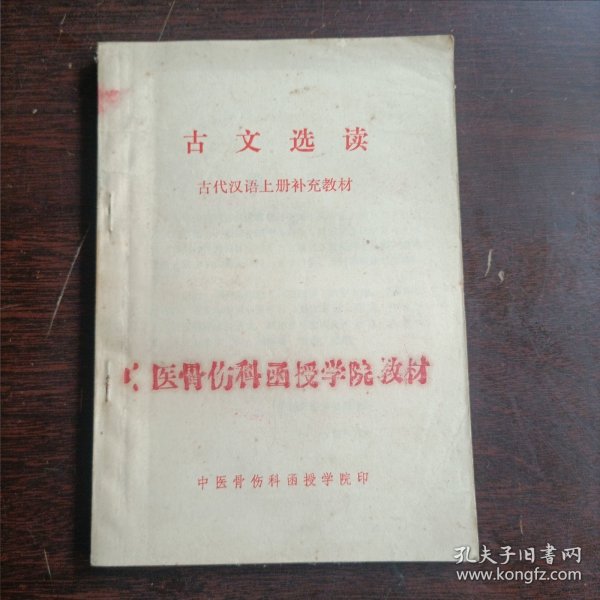 古文选读
古代汉语上册补充教材
中医骨伤科函授学院教材
中医骨伤科函授学院印
孔夫子旧书网
www.kongfz.com